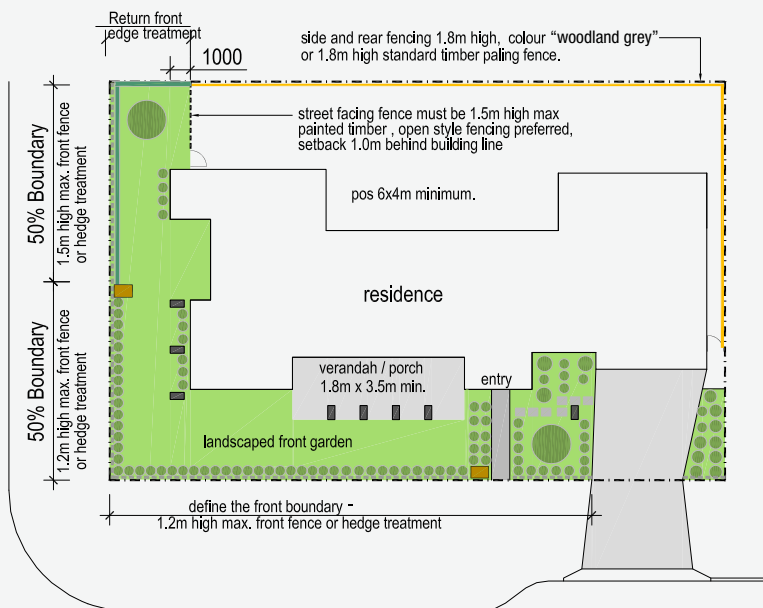 Return front
edge treatment
1000
side and rear fencing 1.8m high, colour “woodland grey”
or 1.8m high standard timber paling fence.
street facing fence must be 1.5m high max
painted timber , open style fencing preferred,
setback 1.0m behind building line
50% Boundary
1.5m high max. front fence
or hedge treatment
pos 6x4m minimum.
residence
50% Boundary
1.2m high max. front fence
or hedge treatment
verandah / porch
1.8m x 3.5m min.
entry
landscaped front garden
define the front boundary -
1.2m high max. front fence or hedge treatment